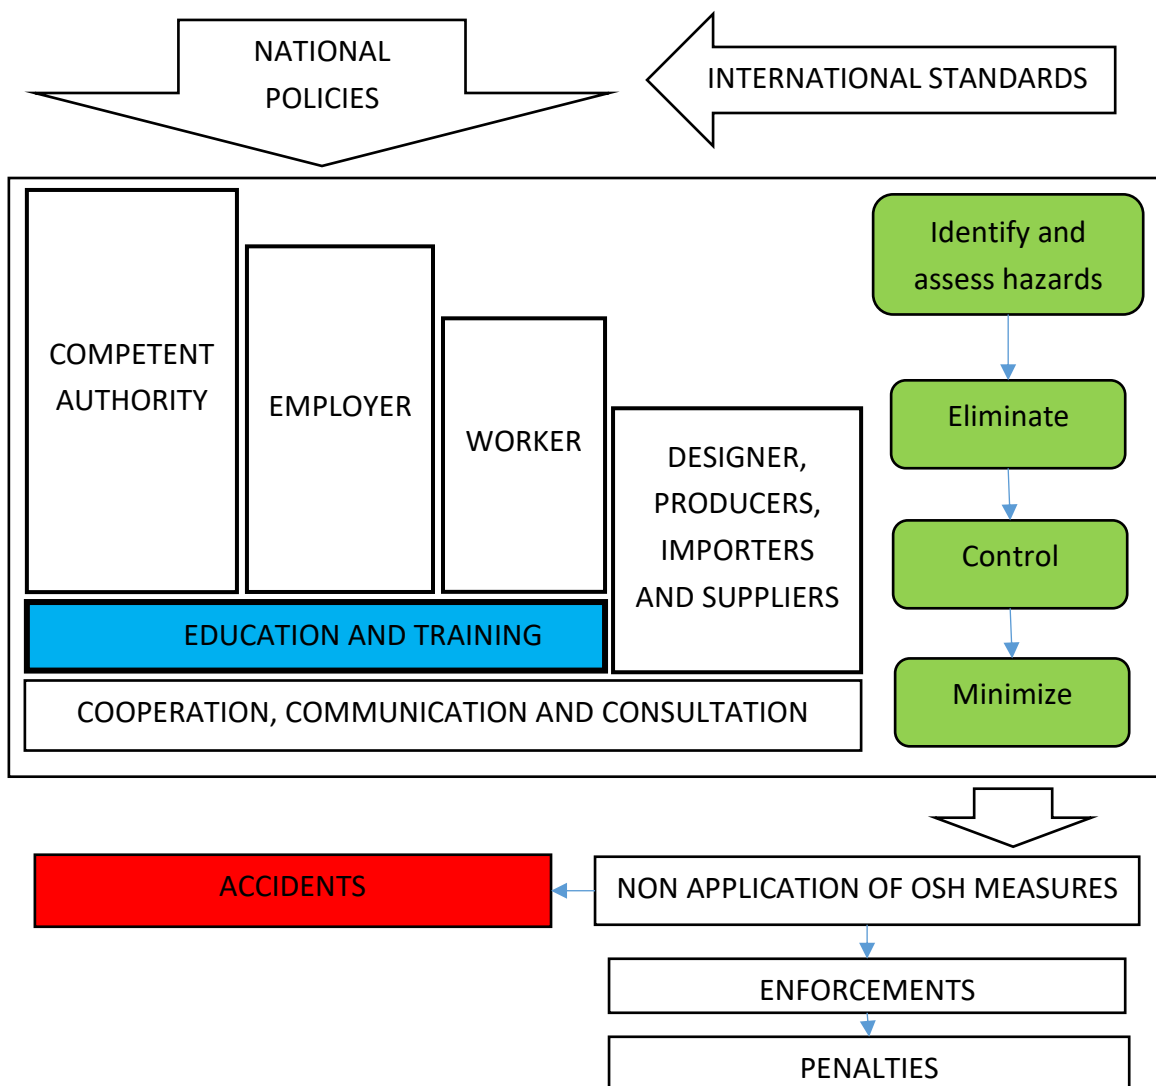 NATIONAL
POLICIES
INTERNATIONAL STANDARDS
COMPETENT
AUTHORITY
EMPLOYER
WORKER
DESIGNER,
PRODUCERS,
IMPORTERS
AND SUPPLIERS
EDUCATION AND TRAINING
COOPERATION, COMMUNICATION AND CONSULTATION
Identify and
assess hazards
Eliminate
Control
Minimize
ACCIDENTS
NON APPLICATION OF OSH MEASURES
ENFORCEMENTS
PENALTIES